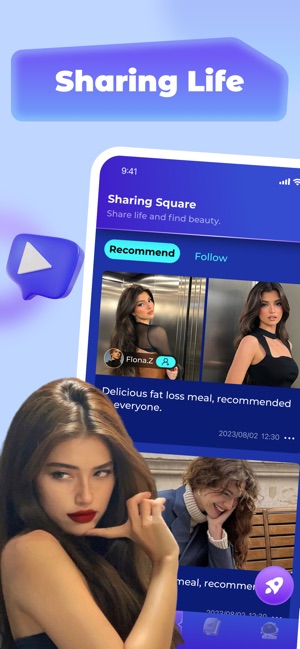 Sharing Life
9:41
Sharing Square
Share life and find beauty.
Recommend
Follow
Fiona.Z
Delicious fat loss meal, recommended
everyone.
2023/08/02 12:30
meal, recommen
2023/08/02 12:30